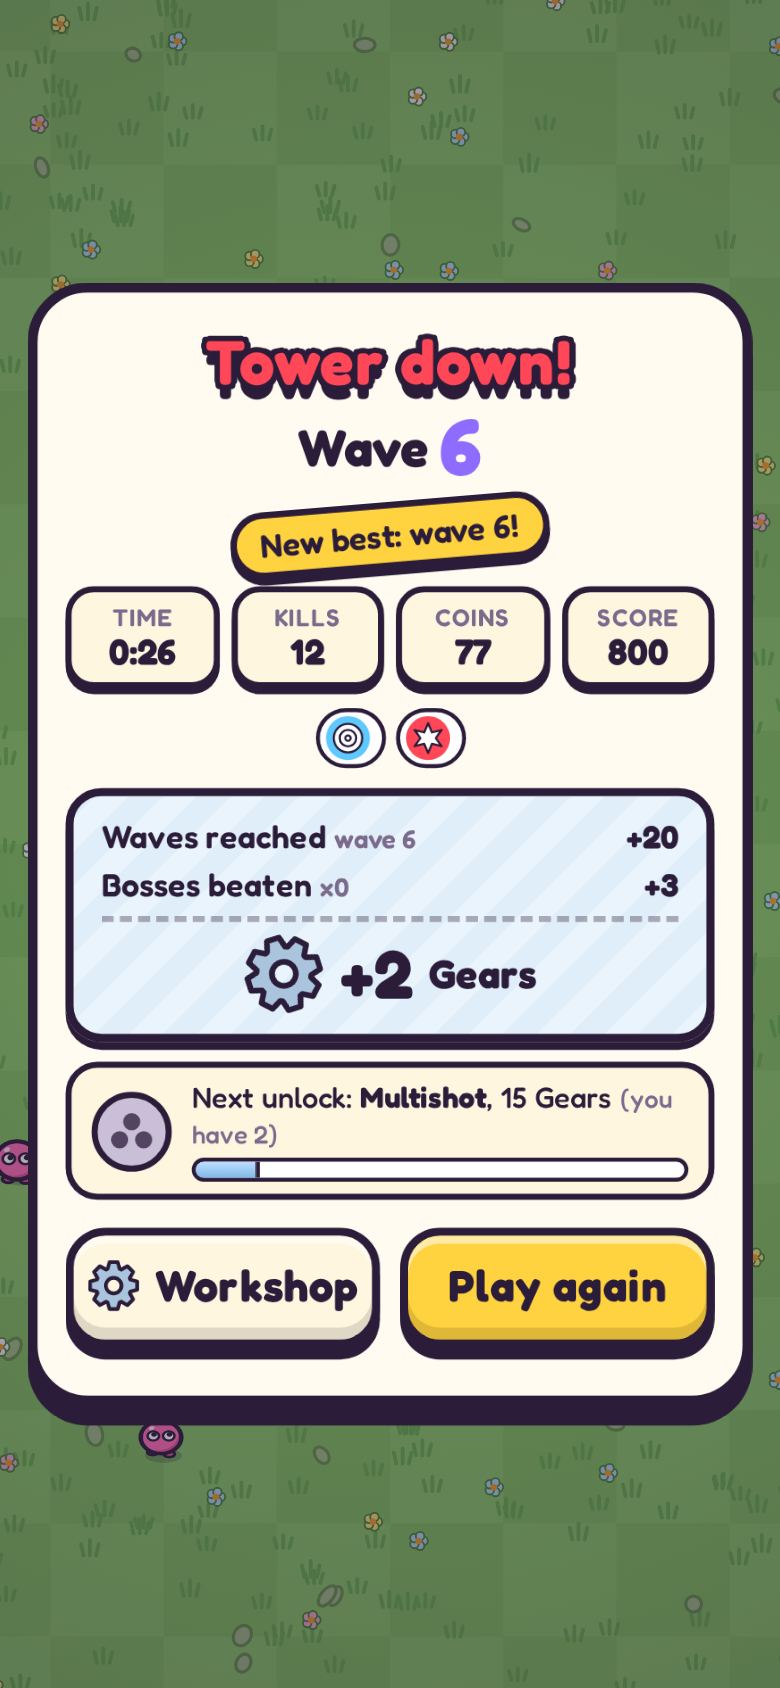 Tower down!
Wave 6
New best: wave 6!
TIME KILLS COINS SCORE
0:26 12 77 800
Waves reached wave 6 +20
Bosses beaten x0 +3
+2 Gears
Next unlock: Multishot, 15 Gears (you
have 2)
Workshop Play again